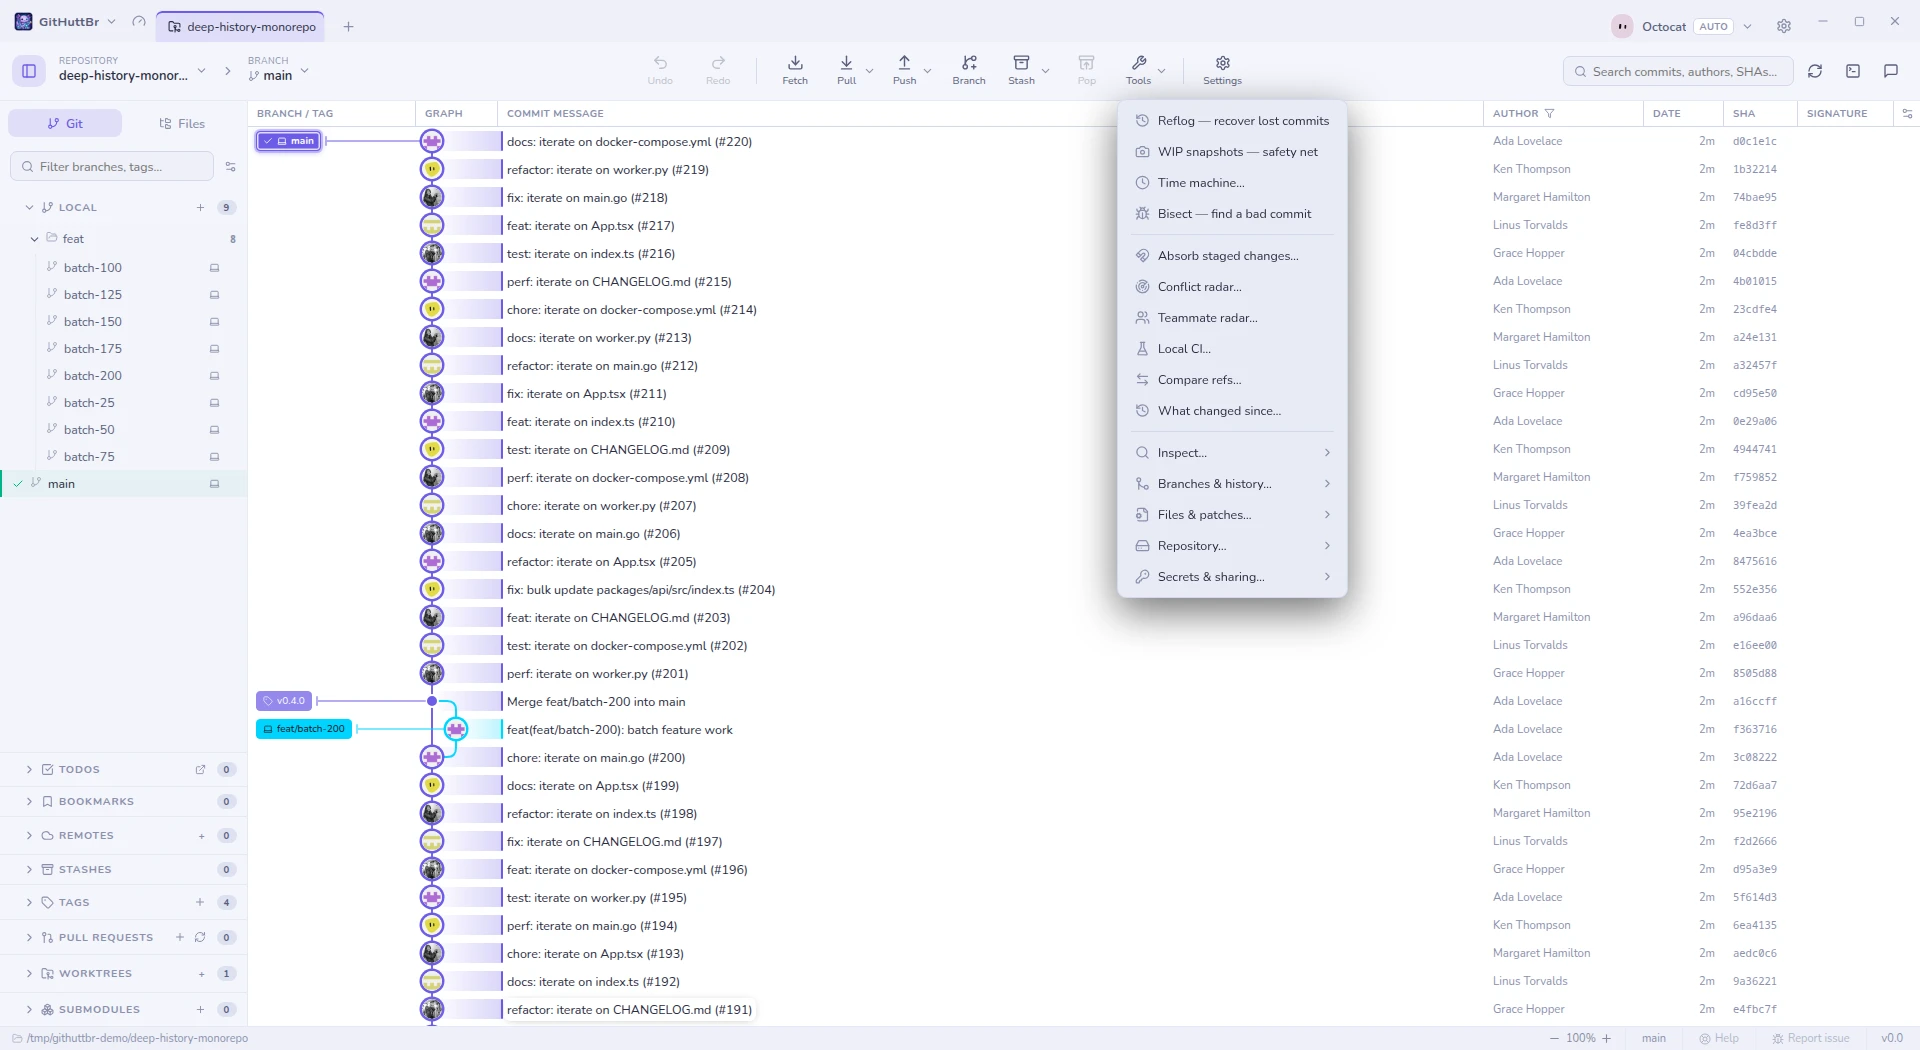 GitHuttBr
deep-history-monorepo
Octocat AUTO
REPOSITORY
deep-history-monor...
BRANCH
main
Undo
Redo
Fetch
Pull
Push
Branch
Stash
Pop
Tools
Settings
Search commits, authors, SHAs...
Git
Files
Filter branches, tags...
LOCAL 9
feat 8
batch-100
batch-125
batch-150
batch-175
batch-200
batch-25
batch-50
batch-75
main
TODOS 0
BOOKMARKS 0
REMOTES 0
STASHES 0
TAGS 4
PULL REQUESTS 0
WORKTREES 1
SUBMODULES 0
BRANCH / TAG GRAPH COMMIT MESSAGE AUTHOR DATE SHA SIGNATURE
main docs: iterate on docker-compose.yml (#220) Ada Lovelace 2m d0c1e1c
refactor: iterate on worker.py (#219) Ken Thompson 2m 1b32214
fix: iterate on main.go (#218) Margaret Hamilton 2m 74bae95
feat: iterate on App.tsx (#217) Linus Torvalds 2m fe8d3ff
test: iterate on index.ts (#216) Grace Hopper 2m 04cbdde
perf: iterate on CHANGELOG.md (#215) Ada Lovelace 2m 4b01015
chore: iterate on docker-compose.yml (#214) Ken Thompson 2m 23cdfe4
docs: iterate on worker.py (#213) Margaret Hamilton 2m a24e131
refactor: iterate on main.go (#212) Linus Torvalds 2m a32457f
fix: iterate on App.tsx (#211) Grace Hopper 2m cd95e50
feat: iterate on index.ts (#210) Ada Lovelace 2m 0e29a06
test: iterate on CHANGELOG.md (#209) Ken Thompson 2m 4944741
perf: iterate on docker-compose.yml (#208) Margaret Hamilton 2m f759852
chore: iterate on worker.py (#207) Linus Torvalds 2m 39fea2d
docs: iterate on main.go (#206) Grace Hopper 2m 4ea3bce
refactor: iterate on App.tsx (#205) Ada Lovelace 2m 8475616
fix: bulk update packages/api/src/index.ts (#204) Ken Thompson 2m 552e356
feat: iterate on CHANGELOG.md (#203) Margaret Hamilton 2m a96daa6
test: iterate on docker-compose.yml (#202) Linus Torvalds 2m e16ee00
perf: iterate on worker.py (#201) Grace Hopper 2m 8505d88
v0.4.0 Merge feat/batch-200 into main Ada Lovelace 2m a16ccff
feat/batch-200 feat(feat/batch-200): batch feature work Ada Lovelace 2m f363716
chore: iterate on main.go (#200) Ada Lovelace 2m 3c08222
docs: iterate on App.tsx (#199) Ken Thompson 2m 72d6aa7
refactor: iterate on index.ts (#198) Margaret Hamilton 2m 95e2196
fix: iterate on CHANGELOG.md (#197) Linus Torvalds 2m f2d2666
feat: iterate on docker-compose.yml (#196) Grace Hopper 2m d95a3e9
test: iterate on worker.py (#195) Ada Lovelace 2m 5f614d3
perf: iterate on main.go (#194) Ken Thompson 2m 6ea4135
chore: iterate on App.tsx (#193) Margaret Hamilton 2m aedc0c6
docs: iterate on index.ts (#192) Linus Torvalds 2m 9a36221
refactor: iterate on CHANGELOG.md (#191) Grace Hopper 2m e4fbc7f
Reflog — recover lost commits
WIP snapshots — safety net
Time machine...
Bisect — find a bad commit
Absorb staged changes...
Conflict radar...
Teammate radar...
Local CI...
Compare refs...
What changed since...
Inspect...
Branches & history...
Files & patches...
Repository...
Secrets & sharing...
/tmp/githuttbr-demo/deep-history-monorepo
100%
main
Help
Report issue
v0.0